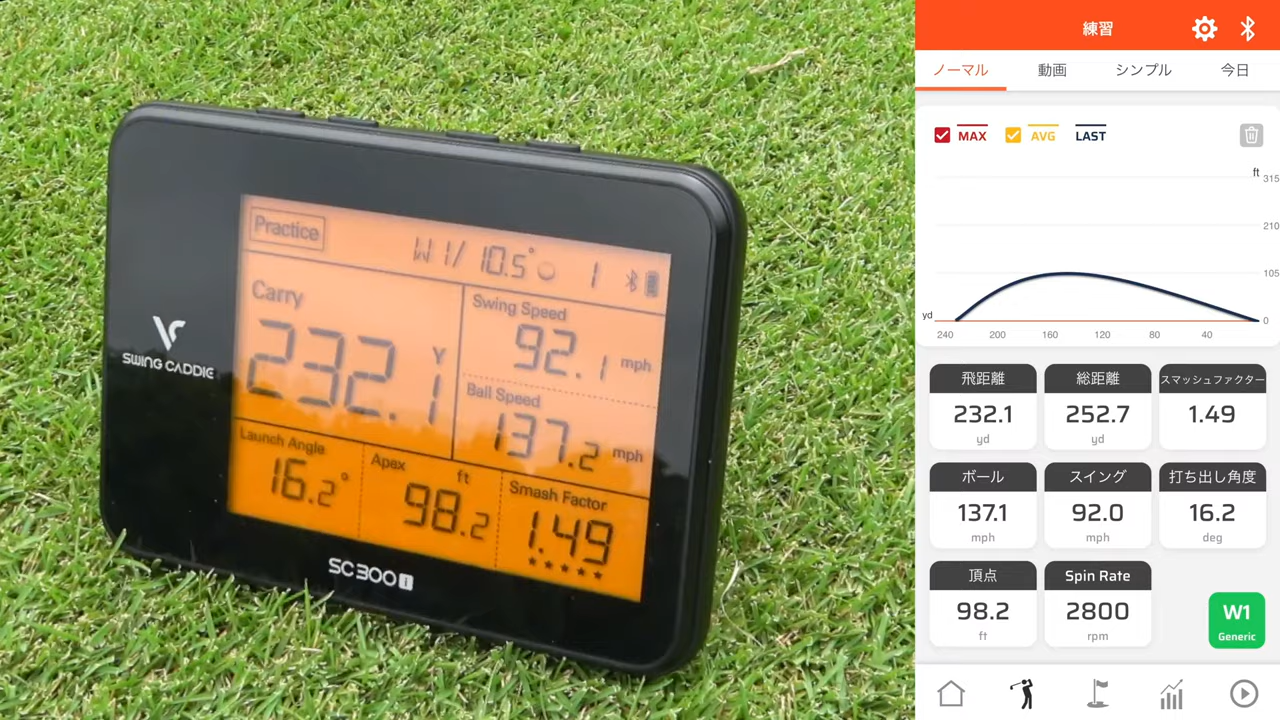 Practice
W1/ 10.5° 1
Carry
232.1 Y
Swing Speed
92.1 mph
Ball Speed
137.2 mph
Launch Angle
16.2°
Apex ft
98.2
Smash Factor
1.49
SWING CADDIE
SC300i
練習
ノーマル 動画 シンプル 今日
MAX AVG LAST
ft
315
210
105
0
yd
240 200 160 120 80 40
飛距離 総距離 スマッシュファクター
232.1 252.7 1.49
yd yd
ボール スイング 打ち出し角度
137.1 92.0 16.2
mph mph deg
頂点 Spin Rate
98.2 2800
ft rpm
W1
Generic